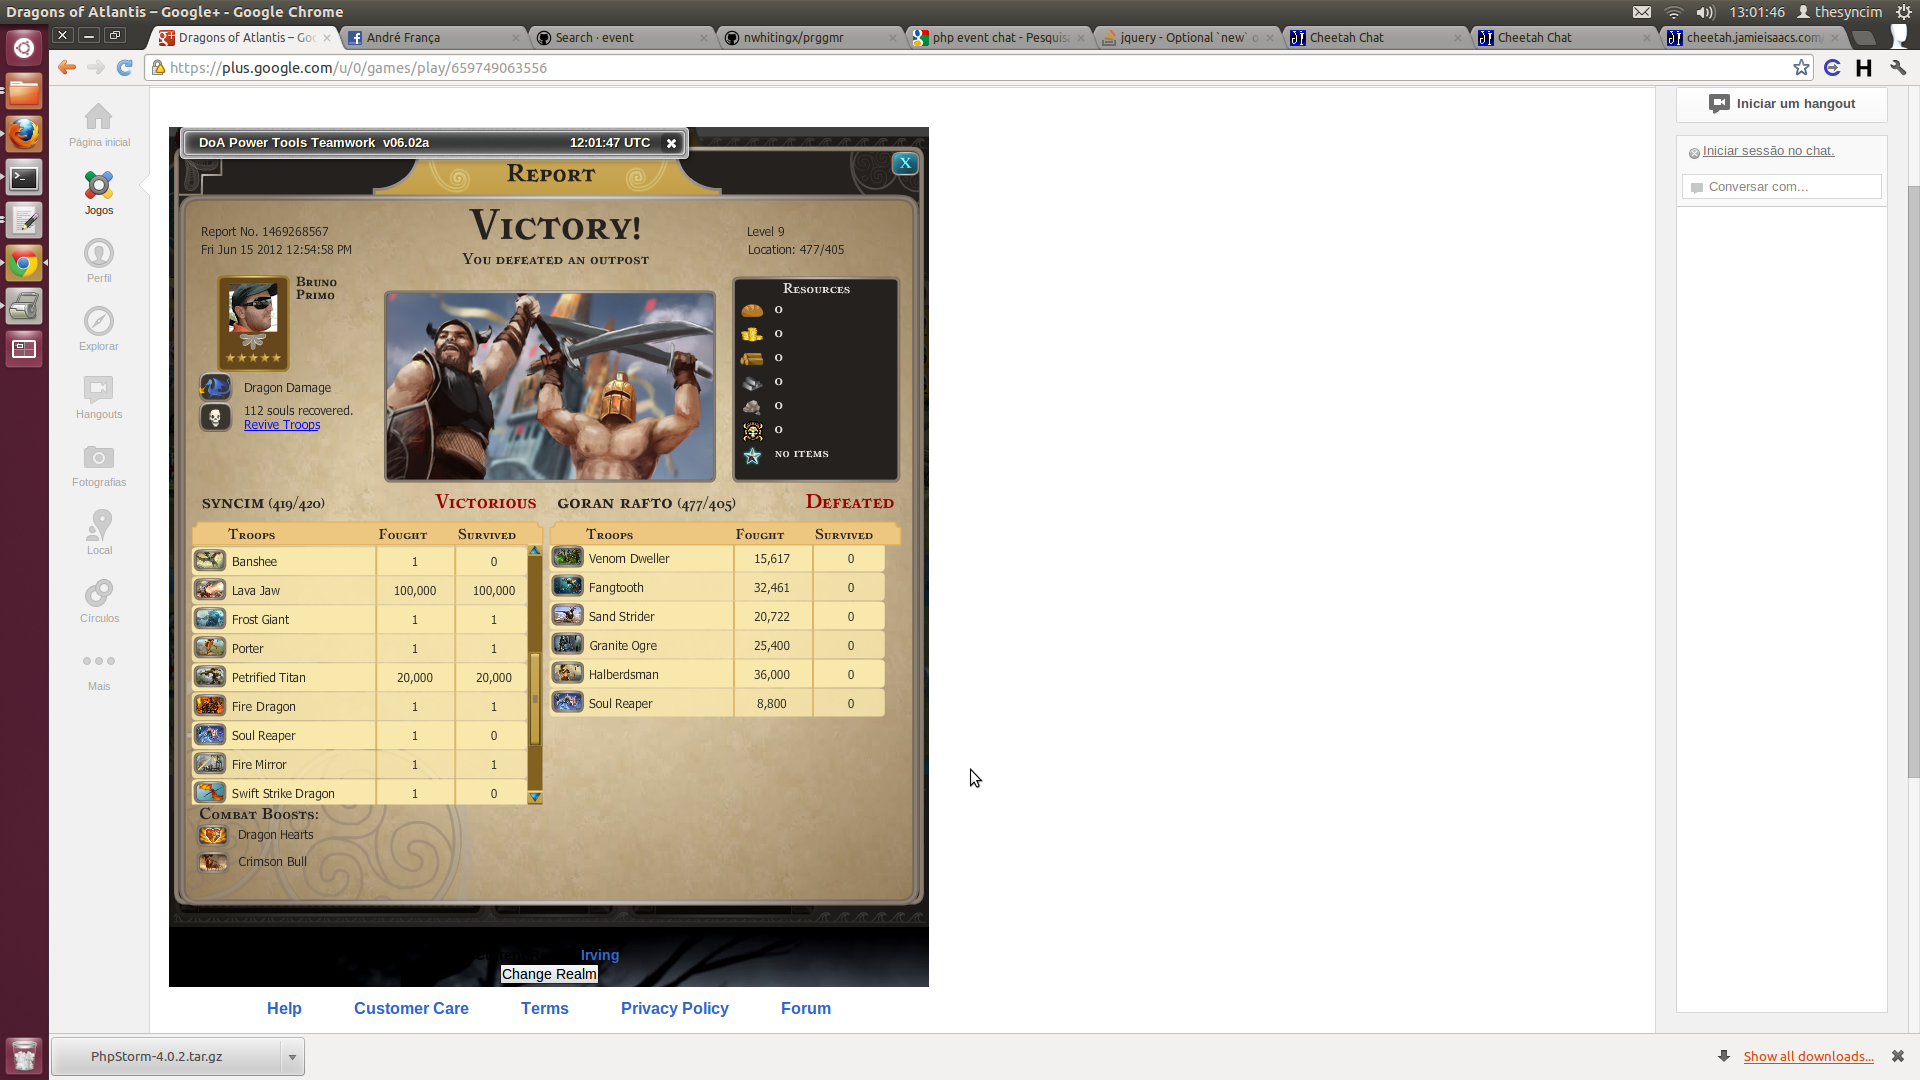 Dragons of Atlantis – Google+ - Google Chrome
13:01:46 thesyncim
Dragons of Atlantis – Goo
André França
Search · event
nwhitingx/prggmr
php event chat - Pesquis
jquery - Optional `new` o
Cheetah Chat
Cheetah Chat
cheetah.jamieisaacs.com/
https://plus.google.com/u/0/games/play/659749063556
Página inicial
Jogos
Perfil
Explorar
Hangouts
Fotografias
Local
Círculos
Mais
DoA Power Tools Teamwork v06.02a 12:01:47 UTC
Report
X
Victory!
Report No. 1469268567
Fri Jun 15 2012 12:54:58 PM
You defeated an outpost
Level 9
Location: 477/405
Bruno
Primo
Dragon Damage
112 souls recovered.
Revive Troops
Resources
0
0
0
0
0
0
no items
syncim (419/420) Victorious
goran rafto (477/405) Defeated
Troops Fought Survived
Banshee 1 0
Lava Jaw 100,000 100,000
Frost Giant 1 1
Porter 1 1
Petrified Titan 20,000 20,000
Fire Dragon 1 1
Soul Reaper 1 0
Fire Mirror 1 1
Swift Strike Dragon 1 0
Troops Fought Survived
Venom Dweller 15,617 0
Fangtooth 32,461 0
Sand Strider 20,722 0
Granite Ogre 25,400 0
Halberdsman 36,000 0
Soul Reaper 8,800 0
Combat Boosts:
Dragon Hearts
Crimson Bull
Irving
Change Realm
Help Customer Care Terms Privacy Policy Forum
Iniciar um hangout
Iniciar sessão no chat.
Conversar com...
PhpStorm-4.0.2.tar.gz
Show all downloads...